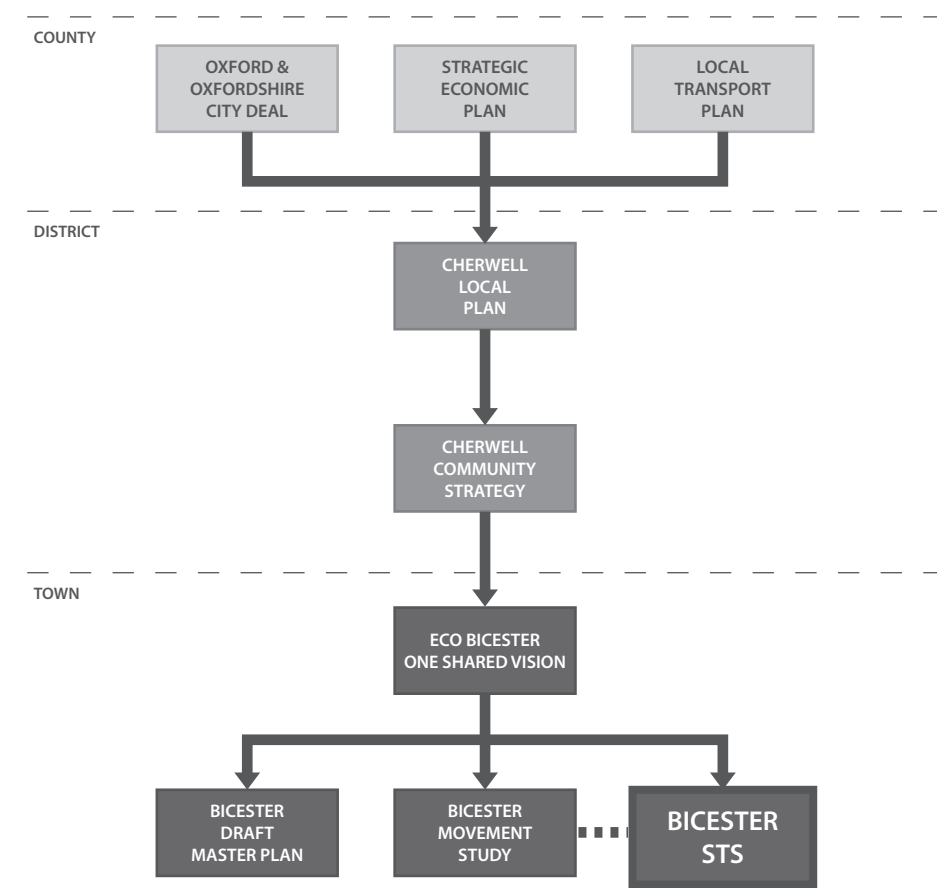 COUNTY
OXFORD &
OXFORDSHIRE
CITY DEAL
STRATEGIC
ECONOMIC
PLAN
LOCAL
TRANSPORT
PLAN
DISTRICT
CHERWELL
LOCAL
PLAN
CHERWELL
COMMUNITY
STRATEGY
TOWN
ECO BICESTER
ONE SHARED VISION
BICESTER
DRAFT
MASTER PLAN
BICESTER
MOVEMENT
STUDY
BICESTER
STS